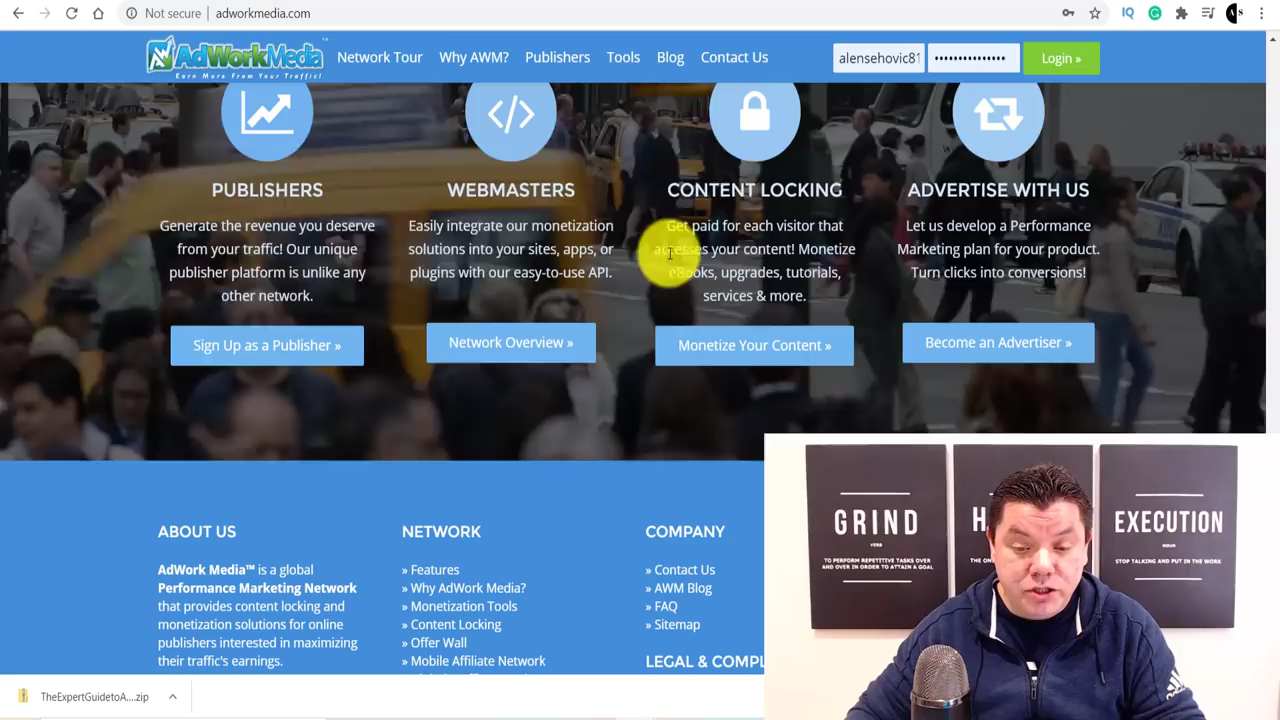 Not secure | adworkmedia.com
AdWorkMedia
Earn More From Your Traffic!
Network Tour
Why AWM?
Publishers
Tools
Blog
Contact Us
alensehovic81
•••••••••••••••
Login »
PUBLISHERS
Generate the revenue you deserve
from your traffic! Our unique
publisher platform is unlike any
other network.
Sign Up as a Publisher »
WEBMASTERS
Easily integrate our monetization
solutions into your sites, apps, or
plugins with our easy-to-use API.
Network Overview »
CONTENT LOCKING
Get paid for each visitor that
accesses your content! Monetize
eBooks, upgrades, tutorials,
services & more.
Monetize Your Content »
ADVERTISE WITH US
Let us develop a Performance
Marketing plan for your product.
Turn clicks into conversions!
Become an Advertiser »
ABOUT US
AdWork Media™ is a global
Performance Marketing Network
that provides content locking and
monetization solutions for online
publishers interested in maximizing
their traffic's earnings.
NETWORK
» Features
» Why AdWork Media?
» Monetization Tools
» Content Locking
» Offer Wall
» Mobile Affiliate Network
COMPANY
» Contact Us
» AWM Blog
» FAQ
» Sitemap
LEGAL & COMPL
GRIND
VERB
TO PERFORM REPETITIVE TASKS OVER
AND OVER IN ORDER TO ATTAIN A GOAL
H
EXECUTION
NOUN
STOP TALKING AND PUT IN THE WORK
TheExpertGuidetoA....zip